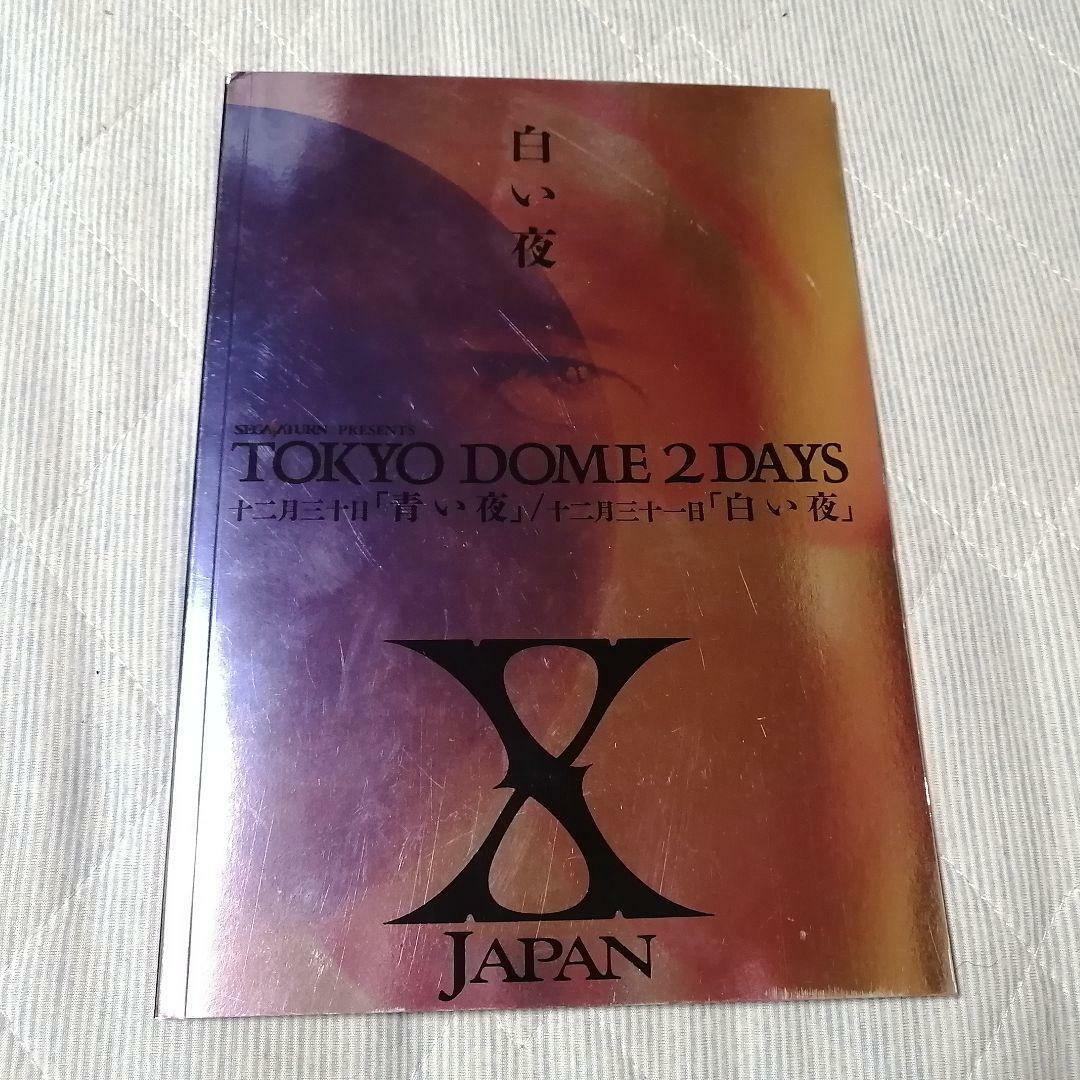 白い夜
SEGASATURN PRESENTS
TOKYO DOME 2 DAYS
十二月三十日「青い夜」/十二月三十一日「白い夜」
X
JAPAN